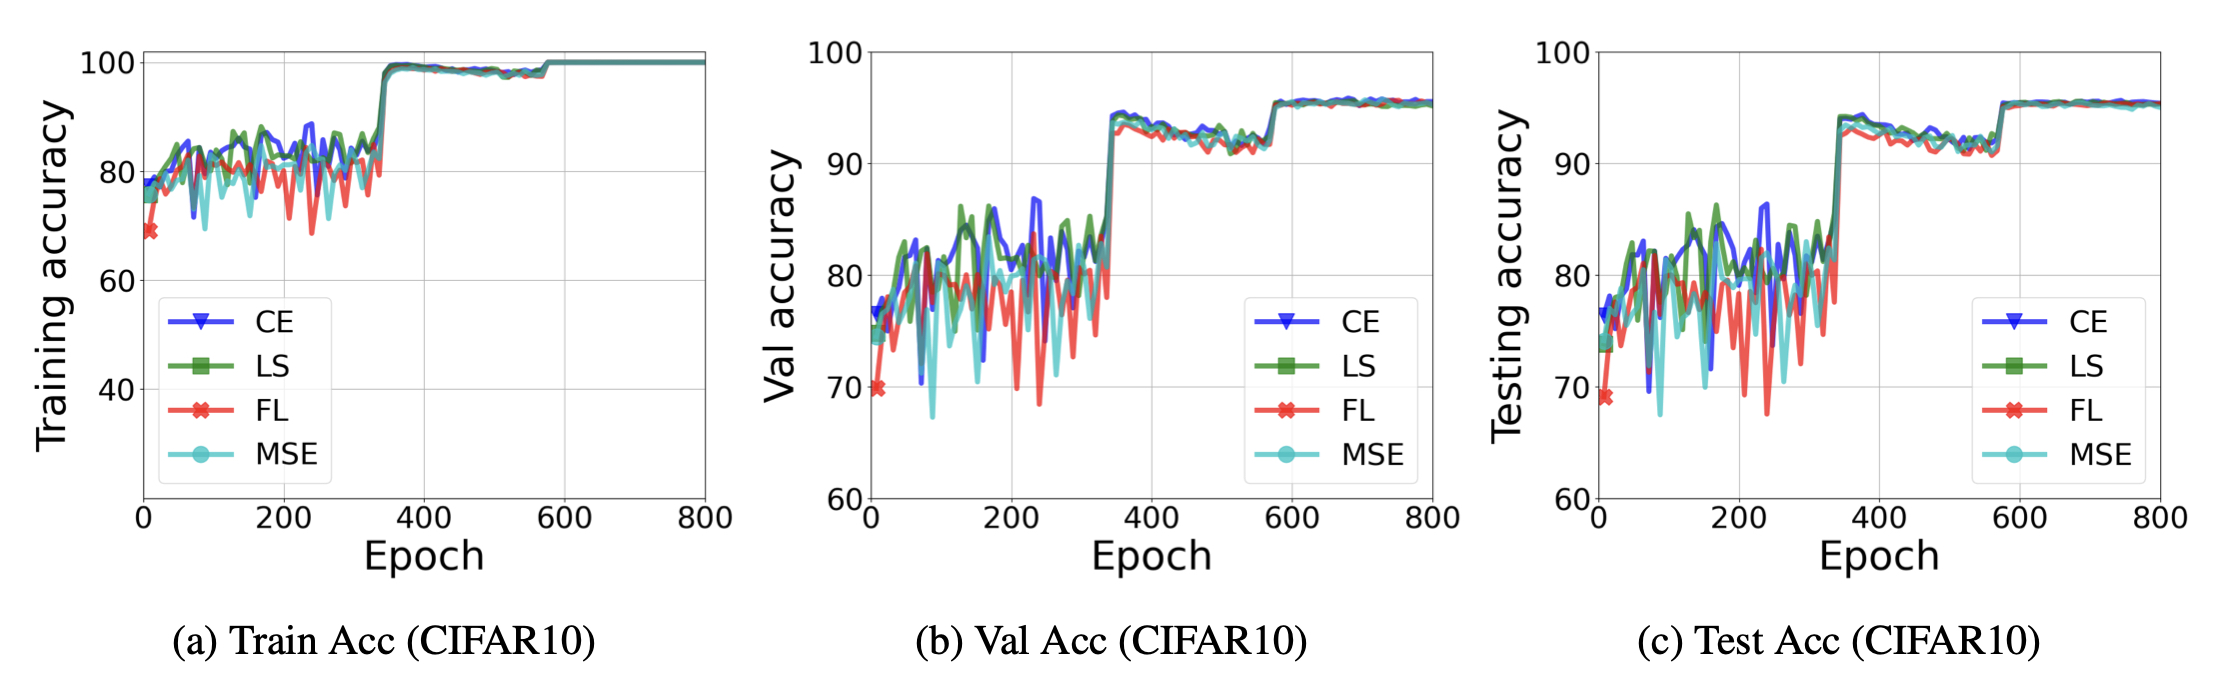 Training accuracy
100
80
60
40
0 200 400 600 800
Epoch
CE
LS
FL
MSE
(a) Train Acc (CIFAR10)
Val accuracy
100
90
80
70
60
0 200 400 600 800
Epoch
CE
LS
FL
MSE
(b) Val Acc (CIFAR10)
Testing accuracy
100
90
80
70
60
0 200 400 600 800
Epoch
CE
LS
FL
MSE
(c) Test Acc (CIFAR10)